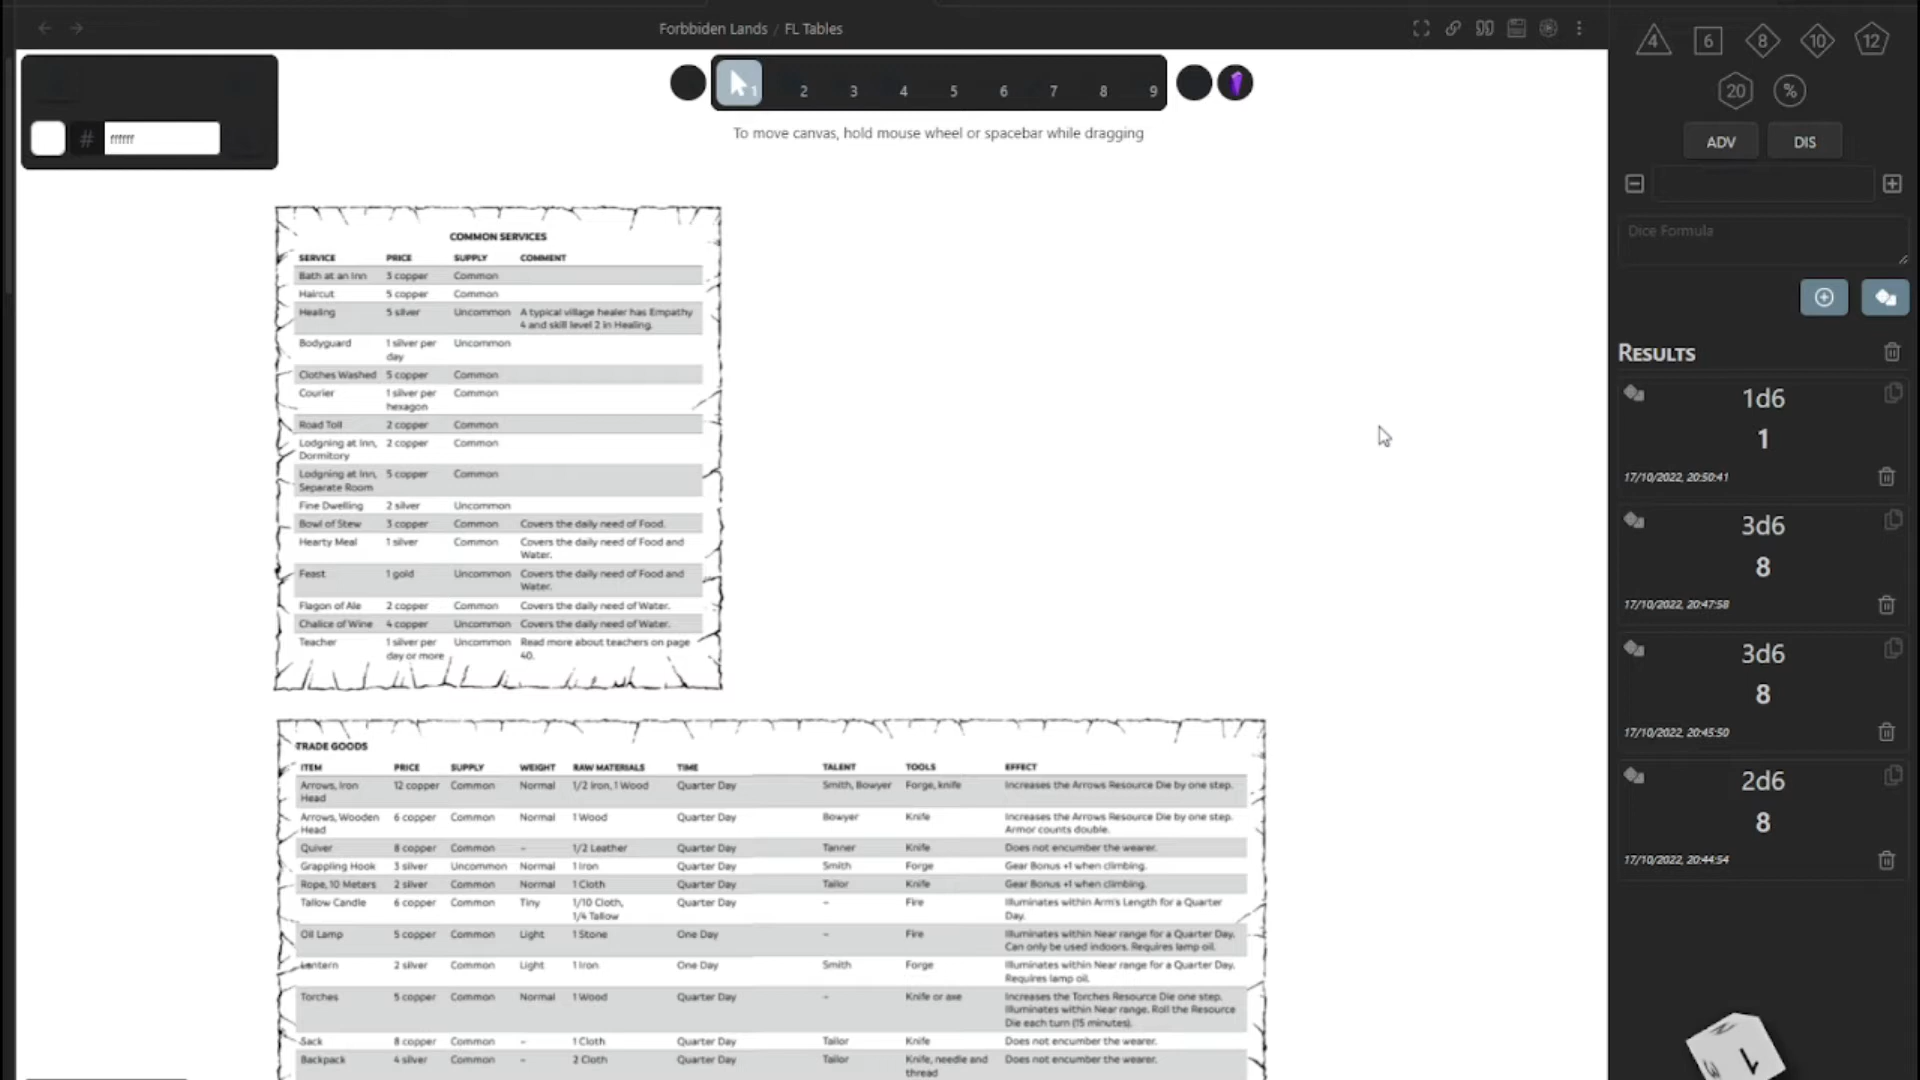 Forbbiden Lands / FL Tables
# ffffff
1 2 3 4 5 6 7 8 9
To move canvas, hold mouse wheel or spacebar while dragging
COMMON SERVICES
SERVICE PRICE SUPPLY COMMENT
Bath at an Inn 3 copper Common
Haircut 5 copper Common
Healing 5 silver Uncommon A typical village healer has Empathy
4 and skill level 2 in Healing.
Bodyguard 1 silver per Uncommon
day
Clothes Washed 5 copper Common
Courier 1 silver per Common
hexagon
Road Toll 2 copper Common
Lodgning at Inn, 2 copper Common
Dormitory
Lodgning at Inn, 5 copper Common
Separate Room
Fine Dwelling 2 silver Uncommon
Bowl of Stew 3 copper Common Covers the daily need of Food.
Hearty Meal 1 silver Common Covers the daily need of Food and
Water.
Feast 1 gold Uncommon Covers the daily need of Food and
Water.
Flagon of Ale 2 copper Common Covers the daily need of Water.
Chalice of Wine 4 copper Uncommon Covers the daily need of Water.
Teacher 1 silver per Uncommon Read more about teachers on page
day or more 40.
TRADE GOODS
ITEM PRICE SUPPLY WEIGHT RAW MATERIALS TIME TALENT TOOLS EFFECT
Arrows, Iron 12 copper Common Normal 1/2 Iron, 1 Wood Quarter Day Smith, Bowyer Forge, knife Increases the Arrows Resource Die by one step.
Head
Arrows, Wooden 6 copper Common Normal 1 Wood Quarter Day Bowyer Knife Increases the Arrows Resource Die by one step.
Head Armor counts double.
Quiver 8 copper Common – 1/2 Leather Quarter Day Tanner Knife Does not encumber the wearer.
Grappling Hook 3 silver Uncommon Normal 1 Iron Quarter Day Smith Forge Gear Bonus +1 when climbing.
Rope, 10 Meters 2 silver Common Normal 1 Cloth Quarter Day Tailor Knife Gear Bonus +1 when climbing.
Tallow Candle 6 copper Common Tiny 1/10 Cloth, Quarter Day – Fire Illuminates within Arm's Length for a Quarter
1/4 Tallow Day.
Oil Lamp 5 copper Common Light 1 Stone One Day – Fire Illuminates within Near range for a Quarter Day.
Can only be used indoors. Requires lamp oil.
Lantern 2 silver Common Light 1 Iron One Day Smith Forge Illuminates within Near range for a Quarter Day.
Requires lamp oil.
Torches 5 copper Common Normal 1 Wood Quarter Day – Knife or axe Increases the Torches Resource Die one step.
Illuminates within Near range. Roll the Resource
Die each turn (15 minutes).
Sack 8 copper Common – 1 Cloth Quarter Day Tailor Knife Does not encumber the wearer.
Backpack 4 silver Common – 2 Cloth Quarter Day Tailor Knife, needle and Does not encumber the wearer.
thread
4 6 8 10 12
20 %
ADV DIS
Dice Formula
RESULTS
1d6
1
17/10/2022, 20:50:41
3d6
8
17/10/2022, 20:47:58
3d6
8
17/10/2022, 20:45:50
2d6
8
17/10/2022, 20:44:54
1